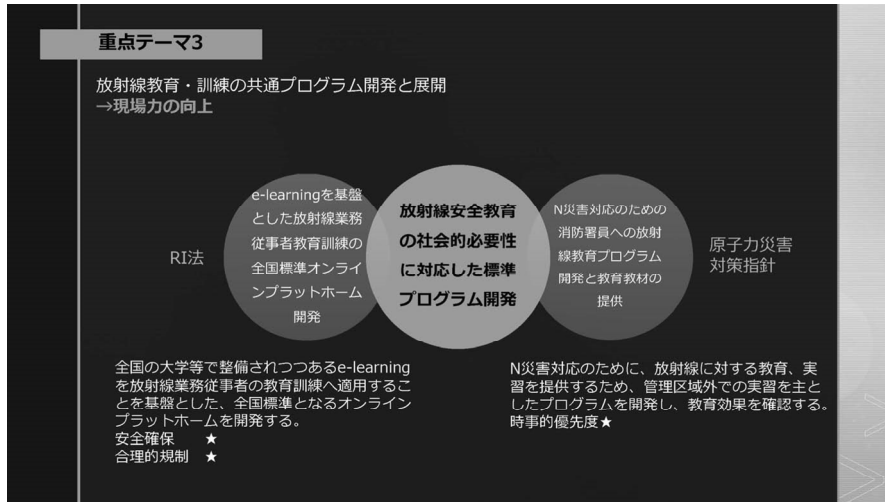 重点テーマ3
放射線教育・訓練の共通プログラム開発と展開
→現場力の向上
RI法
e-learningを基盤
とした放射線業務
従事者教育訓練の
全国標準オンライ
ンプラットホーム
開発
放射線安全教育
の社会的必要性
に対応した標準
プログラム開発
N災害対応のための
消防署員への放射
線教育プログラム
開発と教育教材の
提供
原子力災害
対策指針
全国の大学等で整備されつつあるe-learning
を放射線業務従事者の教育訓練へ適用するこ
とを基盤とした、全国標準となるオンライン
プラットホームを開発する。
安全確保 ★
合理的規制 ★
N災害対応のために、放射線に対する教育、実
習を提供するため、管理区域外での実習を主と
したプログラムを開発し、教育効果を確認する。
時事的優先度★